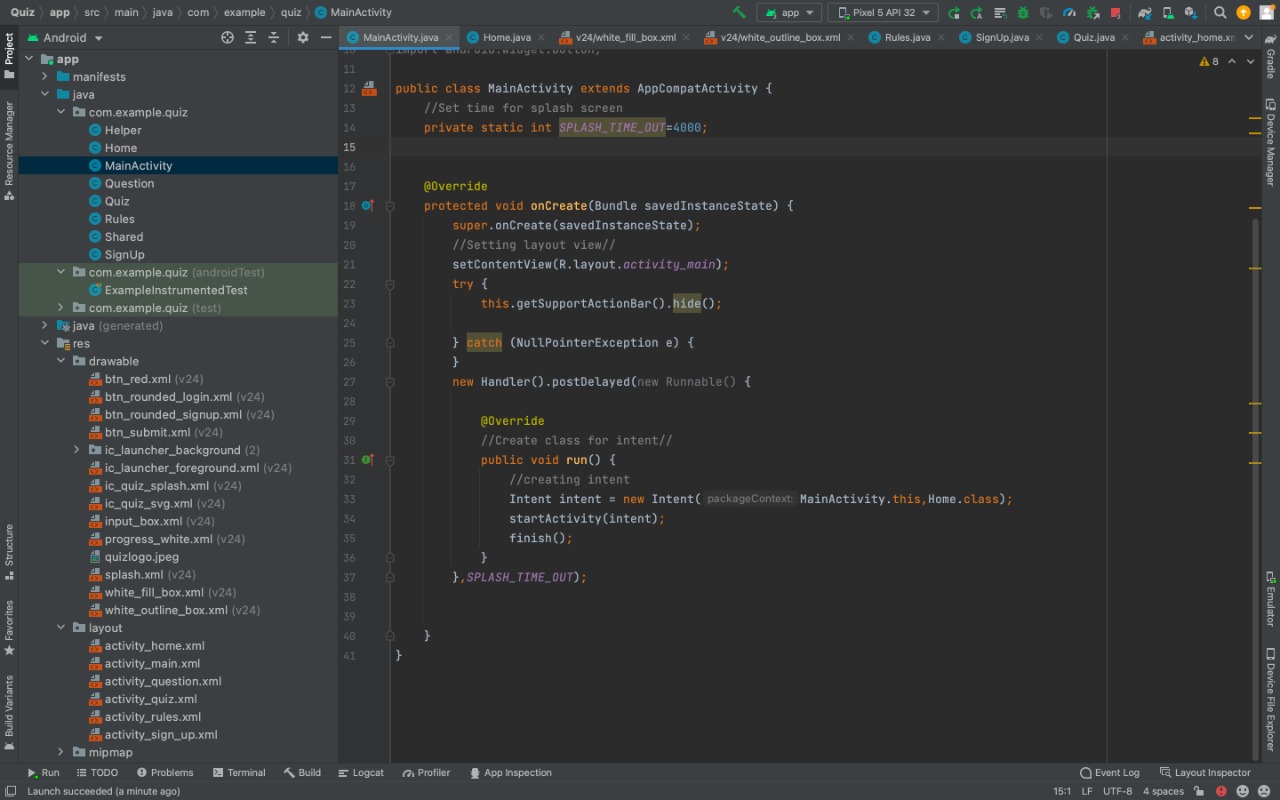 Quiz app src main java com example quiz MainActivity
app Pixel 5 API 32
Android
MainActivity.java Home.java v24/white_fill_box.xml v24/white_outline_box.xml Rules.java SignUp.java Quiz.java activity_home.xm
Project
Resource Manager
Structure
Favorites
Build Variants
app
manifests
java
com.example.quiz
Helper
Home
MainActivity
Question
Quiz
Rules
Shared
SignUp
com.example.quiz (androidTest)
ExampleInstrumentedTest
com.example.quiz (test)
java (generated)
res
drawable
btn_red.xml (v24)
btn_rounded_login.xml (v24)
btn_rounded_signup.xml (v24)
btn_submit.xml (v24)
ic_launcher_background (2)
ic_launcher_foreground.xml (v24)
ic_quiz_splash.xml (v24)
ic_quiz_svg.xml (v24)
input_box.xml (v24)
progress_white.xml (v24)
quizlogo.jpeg
splash.xml (v24)
white_fill_box.xml (v24)
white_outline_box.xml (v24)
layout
activity_home.xml
activity_main.xml
activity_question.xml
activity_quiz.xml
activity_rules.xml
activity_sign_up.xml
mipmap
10 import android.widget.Button;
11
12 public class MainActivity extends AppCompatActivity {
13 //Set time for splash screen
14 private static int SPLASH_TIME_OUT=4000;
15
16
17 @Override
18 protected void onCreate(Bundle savedInstanceState) {
19 super.onCreate(savedInstanceState);
20 //Setting layout view//
21 setContentView(R.layout.activity_main);
22 try {
23 this.getSupportActionBar().hide();
24
25 } catch (NullPointerException e) {
26 }
27 new Handler().postDelayed(new Runnable() {
28
29 @Override
30 //Create class for intent//
31 public void run() {
32 //creating intent
33 Intent intent = new Intent( packageContext: MainActivity.this,Home.class);
34 startActivity(intent);
35 finish();
36 }
37 },SPLASH_TIME_OUT);
38
39
40 }
41 }
8
Gradle
Device Manager
Emulator
Device File Explorer
Run TODO Problems Terminal Build Logcat Profiler App Inspection Event Log Layout Inspector
Launch succeeded (a minute ago) 15:1 LF UTF-8 4 spaces